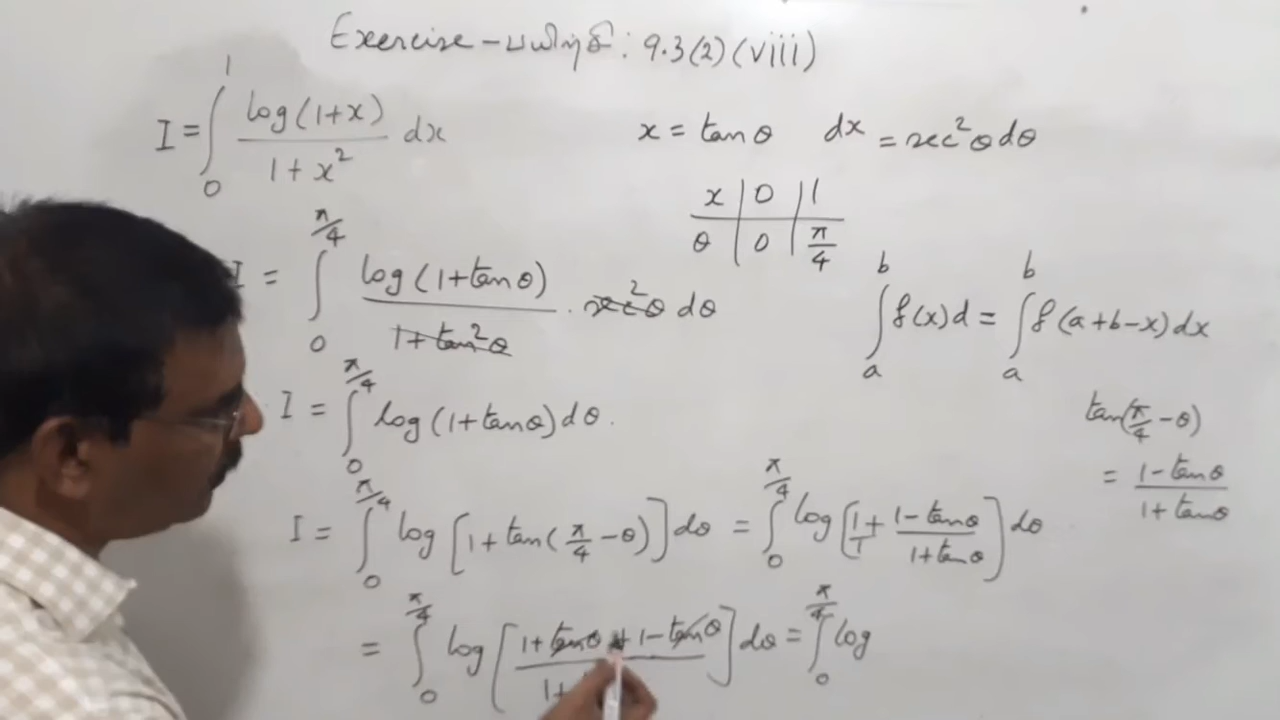 Exercise - பயிற்சி : 9.3(2)(viii)
I = ∫₀¹ log(1+x) / 1+x² dx
x = tanθ dx = sec²θ dθ
x | 0 | 1
θ | 0 | π/4
I = ∫₀^(π/4) log(1+tanθ) / 1+tan²θ · sec²θ dθ
∫ₐᵇ f(x)d = ∫ₐᵇ f(a+b-x)dx
I = ∫₀^(π/4) log(1+tanθ)dθ.
tan(π/4 - θ)
= 1-tanθ / 1+tanθ
I = ∫₀^(π/4) log[1+tan(π/4 - θ)]dθ = ∫₀^(π/4) log[1/1 + 1-tanθ / 1+tanθ]dθ
= ∫₀^(π/4) log[1+tanθ+1-tanθ / 1+ ]dθ = ∫₀^(π/4) log